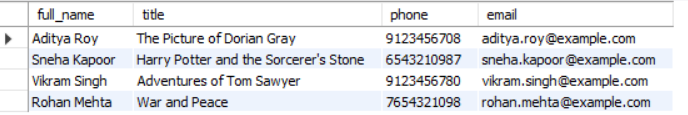 full_name title phone email
Aditya Roy The Picture of Dorian Gray 9123456708 aditya.roy@example.com
Sneha Kapoor Harry Potter and the Sorcerer's Stone 6543210987 sneha.kapoor@example.com
Vikram Singh Adventures of Tom Sawyer 9123456780 vikram.singh@example.com
Rohan Mehta War and Peace 7654321098 rohan.mehta@example.com